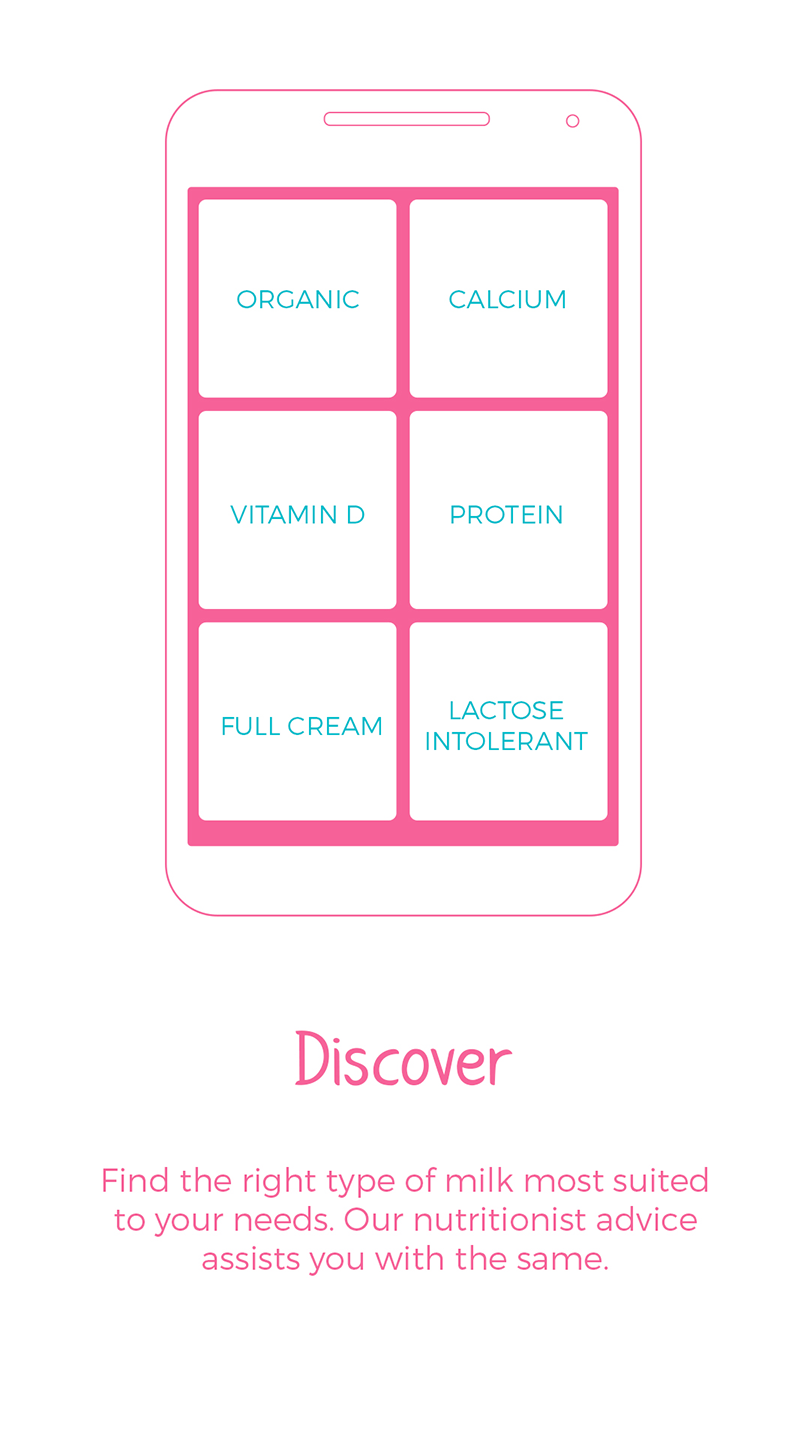 ORGANIC
CALCIUM
VITAMIN D
PROTEIN
FULL CREAM
LACTOSE
INTOLERANT
Discover
Find the right type of milk most suited
to your needs. Our nutritionist advice
assists you with the same.